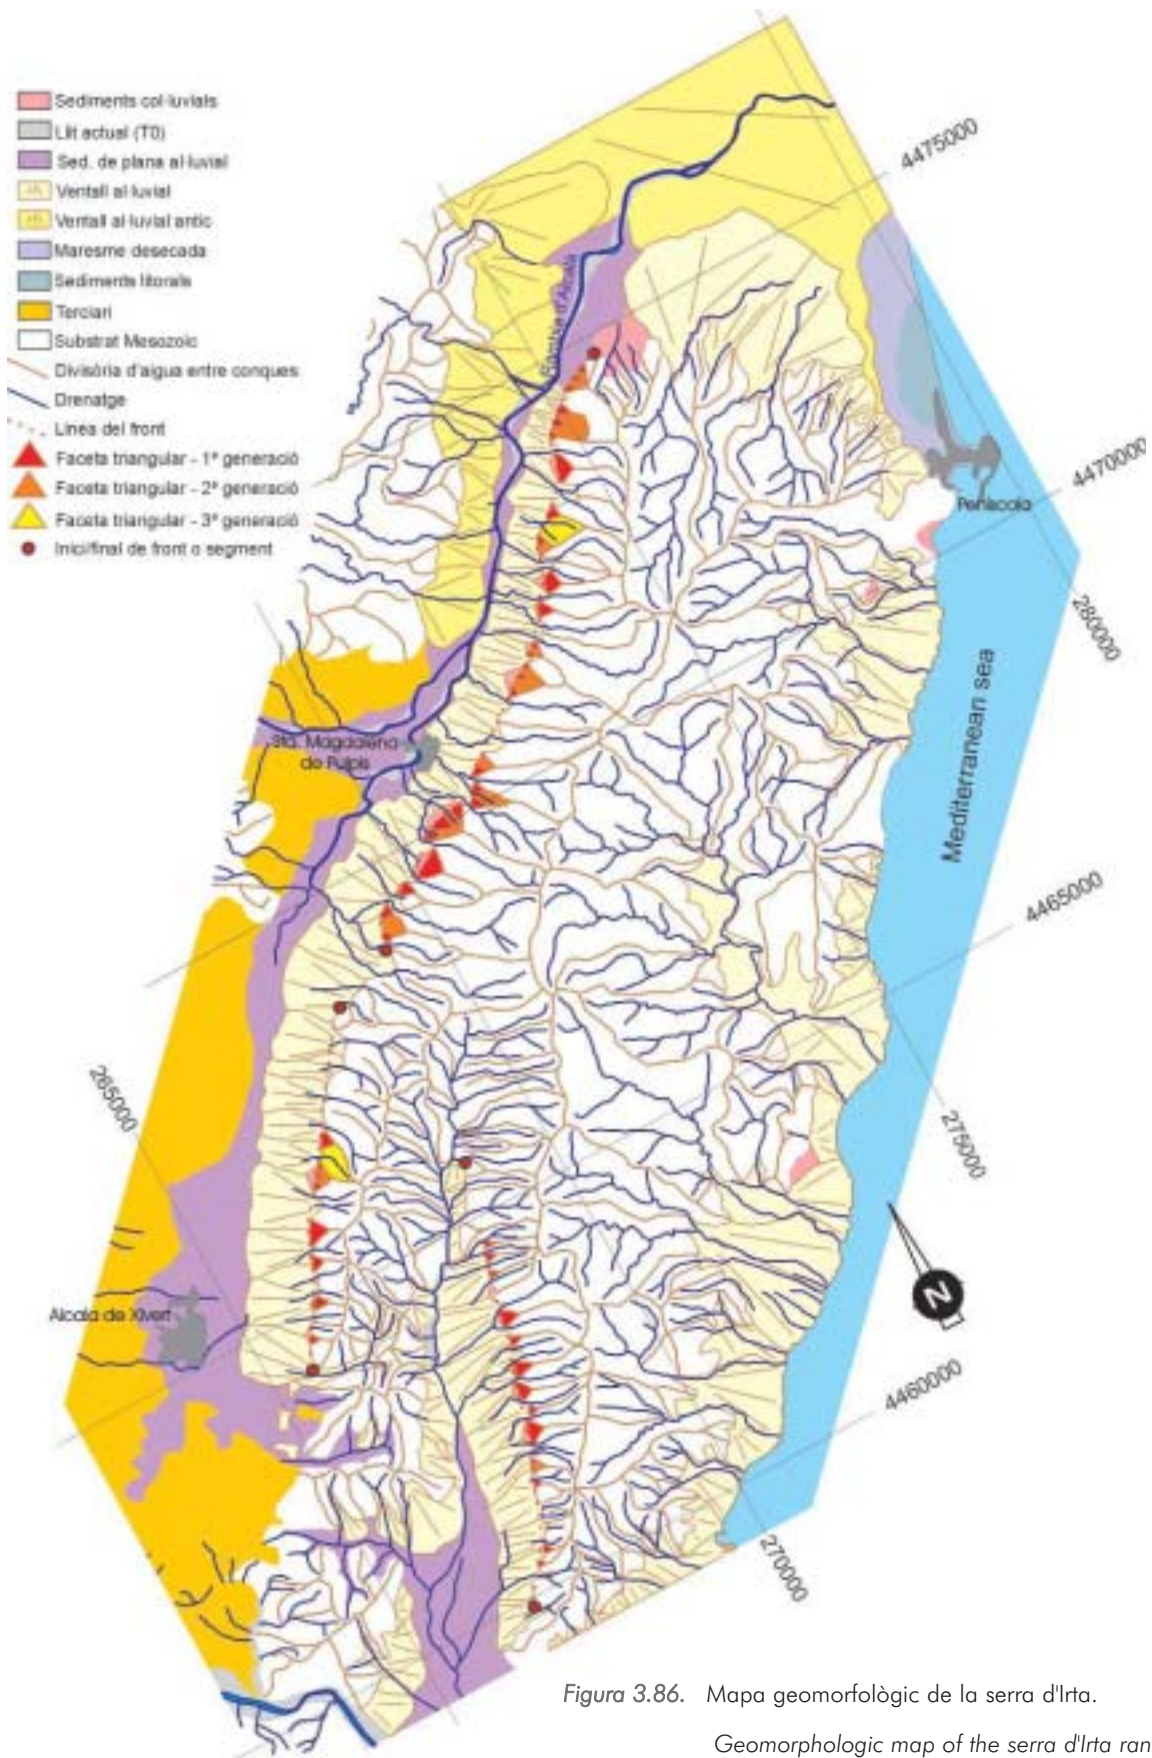 Sediments col·luvials
Llit actual (T0)
Sed. de plana al·luvial
Ventall al·luvial
Ventall al·luvial antic
Maresme desecada
Sediments litorals
Terciari
Substrat Mesozoic
Divisòria d'aigua entre conques
Drenatge
Linea del front
Faceta triangular - 1ª generació
Faceta triangular - 2ª generació
Faceta triangular - 3ª generació
Inici/final de front o segment
4475000
4470000
Peníscola
280000
Mediterranean sea
Sta. Magdalena
de Pulpis
4465000
265000
275000
N
Alcala de Xivert
4460000
270000
Figura 3.86. Mapa geomorfològic de la serra d'Irta.
Geomorphologic map of the serra d'Irta ran